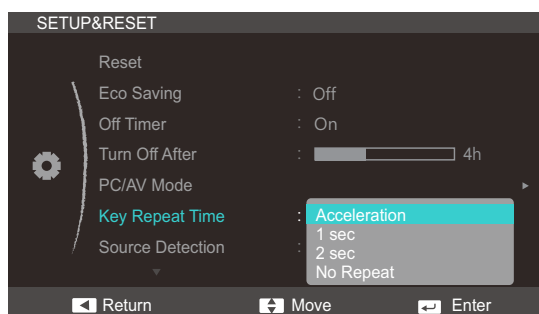 SETUP&RESET
Reset
Eco Saving : Off
Off Timer : On
Turn Off After : 4h
PC/AV Mode
Key Repeat Time : Acceleration
1 sec
Source Detection :
2 sec
No Repeat
Return Move Enter